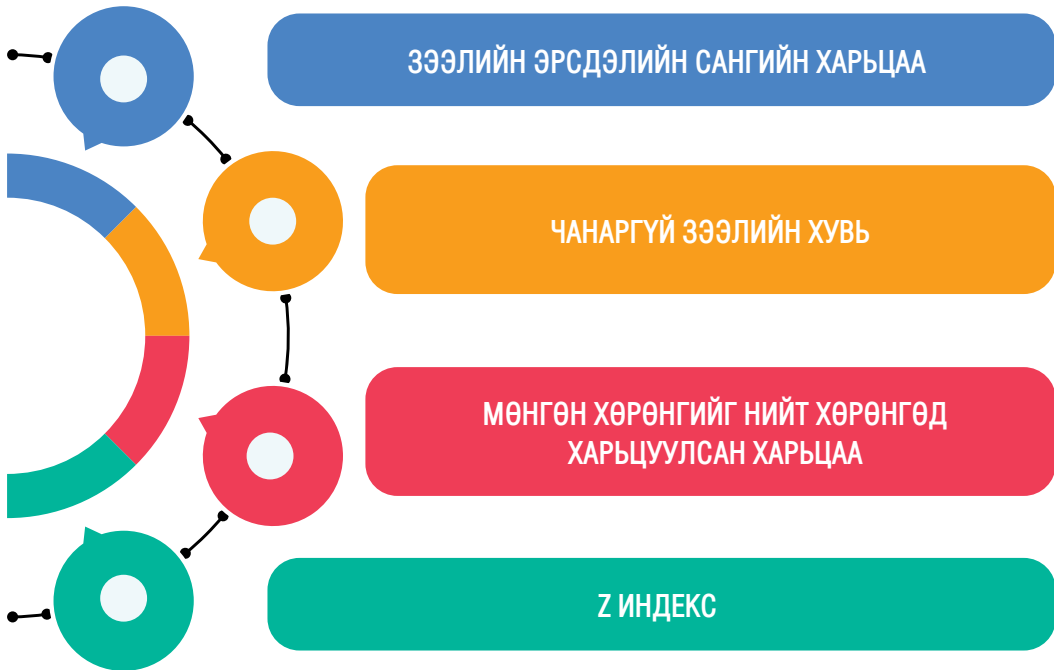 ЗЭЭЛИЙН ЭРСДЭЛИЙН САНГИЙН ХАРЬЦАА
ЧАНАРГҮЙ ЗЭЭЛИЙН ХУВЬ
МӨНГӨН ХӨРӨНГИЙГ НИЙТ ХӨРӨНГӨД
ХАРЬЦУУЛСАН ХАРЬЦАА
Z ИНДЕКС